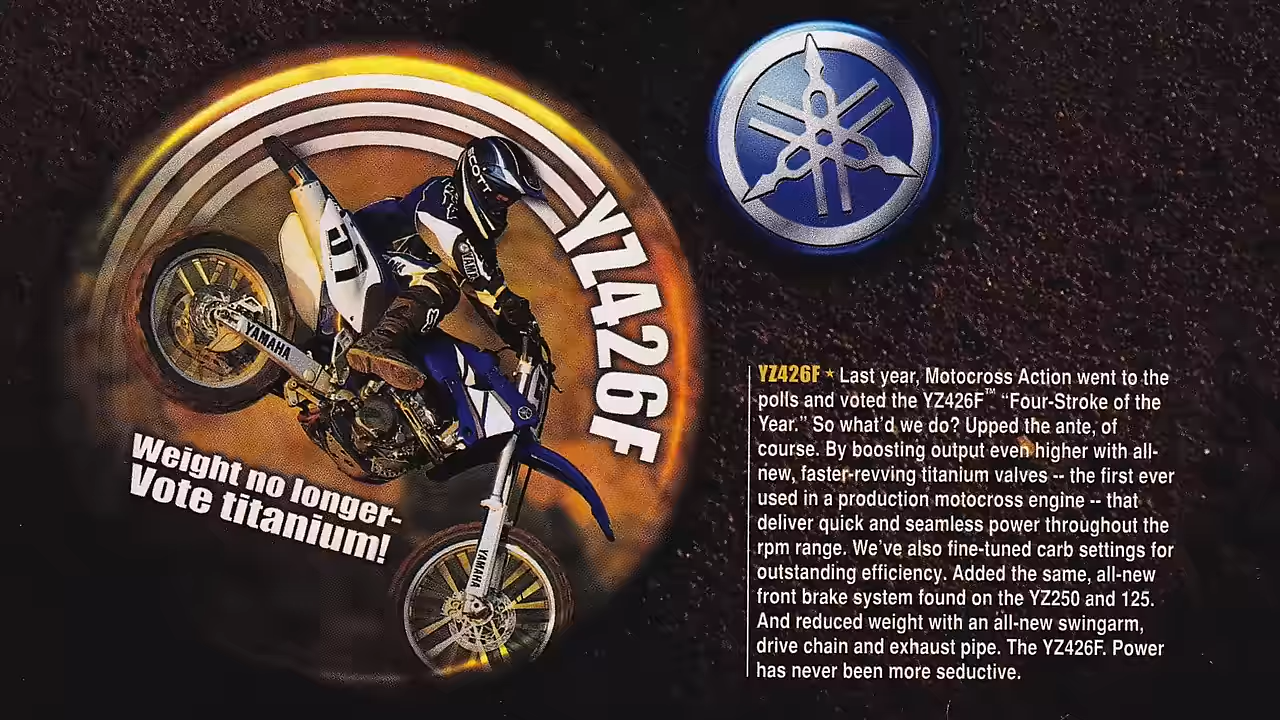 SCOTT
01
YAMAHA
YZ426F
YAMAHA
Weight no longer-
Vote titanium!
YZ426F ★ Last year, Motocross Action went to the
polls and voted the YZ426F™ “Four-Stroke of the
Year.” So what’d we do? Upped the ante, of
course. By boosting output even higher with all-
new, faster-revving titanium valves -- the first ever
used in a production motocross engine -- that
deliver quick and seamless power throughout the
rpm range. We’ve also fine-tuned carb settings for
outstanding efficiency. Added the same, all-new
front brake system found on the YZ250 and 125.
And reduced weight with an all-new swingarm,
drive chain and exhaust pipe. The YZ426F. Power
has never been more seductive.